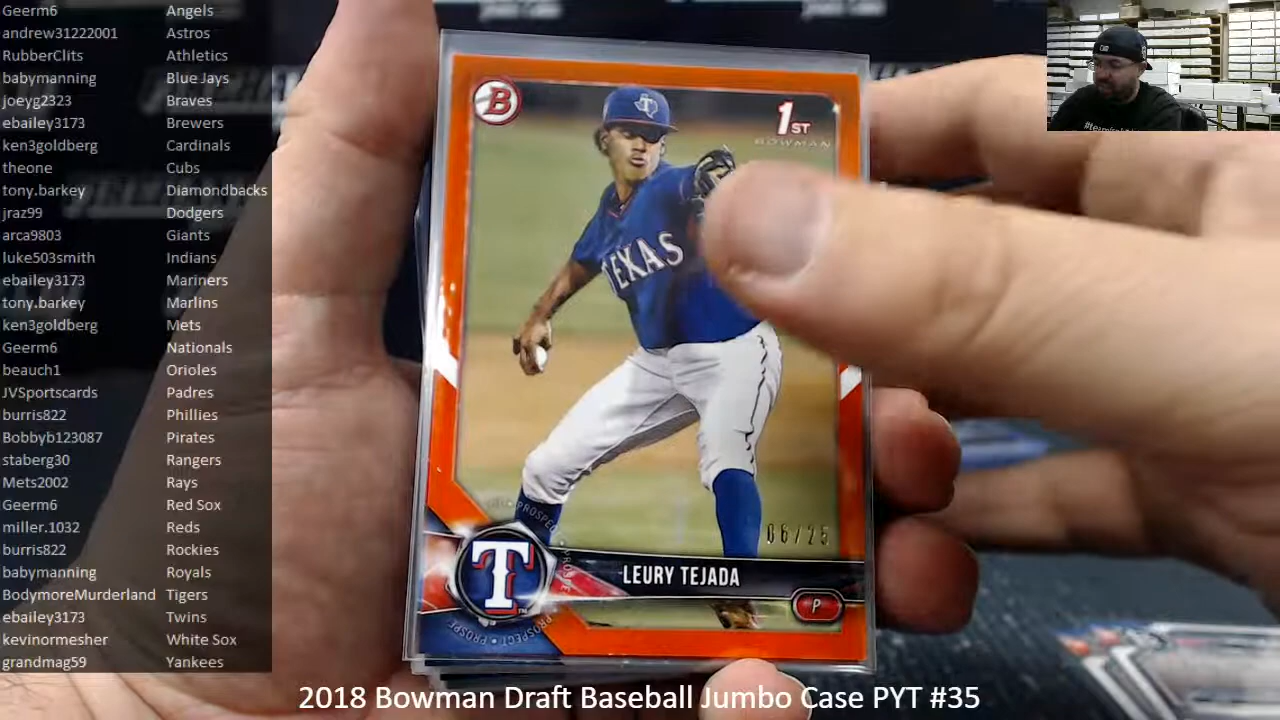 Geerm6 Angels
andrew31222001 Astros
RubberClits Athletics
babymanning Blue Jays
joeyg2323 Braves
ebailey3173 Brewers
ken3goldberg Cardinals
theone Cubs
tony.barkey Diamondbacks
jraz99 Dodgers
arca9803 Giants
luke503smith Indians
ebailey3173 Mariners
tony.barkey Marlins
ken3goldberg Mets
Geerm6 Nationals
beauch1 Orioles
JVSportscards Padres
burris822 Phillies
Bobbyb123087 Pirates
staberg30 Rangers
Mets2002 Rays
Geerm6 Red Sox
miller.1032 Reds
burris822 Rockies
babymanning Royals
BodymoreMurderland Tigers
ebailey3173 Twins
kevinormesher White Sox
grandmag59 Yankees
B
1ST
BOWMAN
TEXAS
06/25
PROSPECT
T
LEURY TEJADA
P
PROSPECT
2018 Bowman Draft Baseball Jumbo Case PYT #35